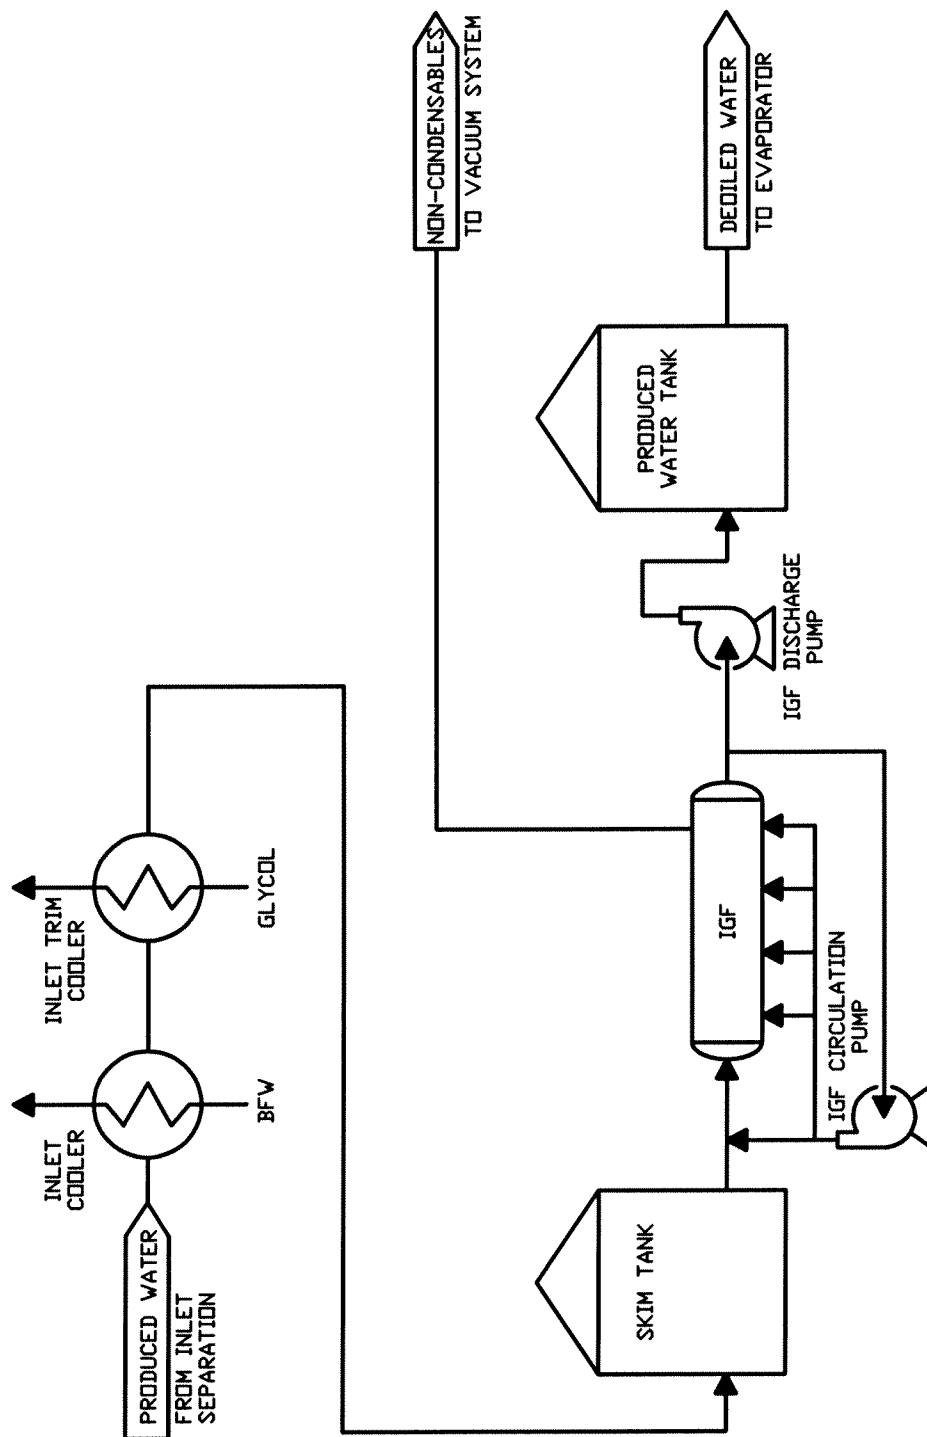 PRODUCED WATER
FROM INLET
SEPARATION
INLET
COOLER
BFW
INLET TRIM
COOLER
GLYCOL
NON-CONDENSABLES
TO VACUUM SYSTEM
SKIM TANK
IGF CIRCULATION
PUMP
IGF
IGF DISCHARGE
PUMP
PRODUCED
WATER TANK
DEOILED WATER
TO EVAPORATOR